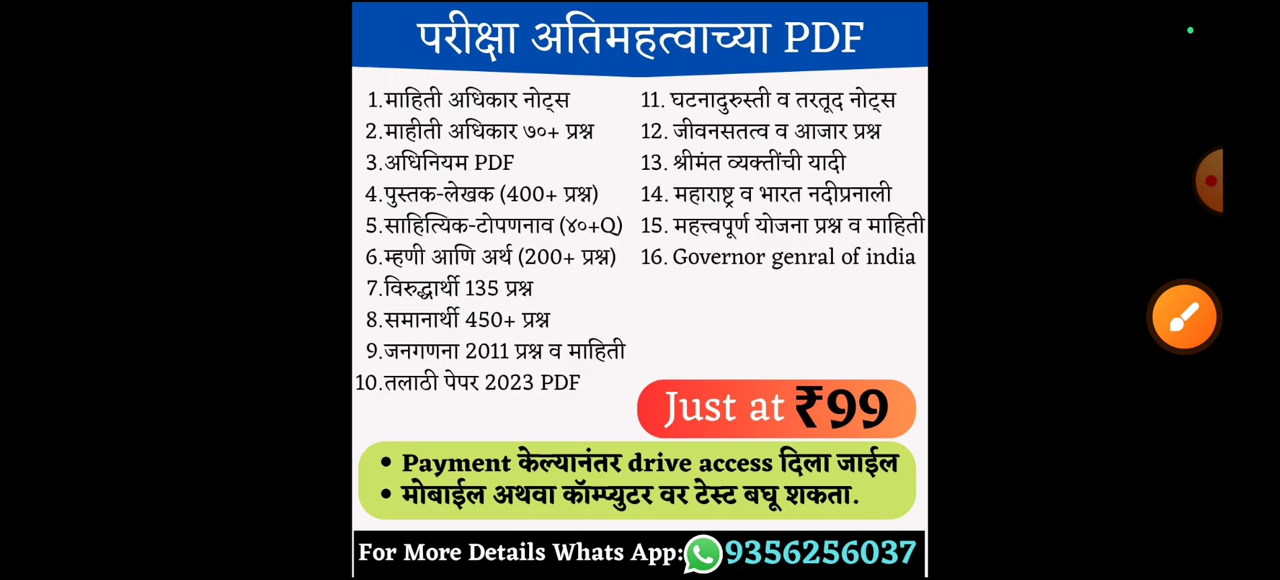 परीक्षा अतिमहत्वाच्या PDF
1.माहिती अधिकार नोट्स
2.माहीती अधिकार ७०+ प्रश्न
3.अधिनियम PDF
4.पुस्तक-लेखक (400+ प्रश्न)
5.साहित्यिक-टोपणनाव (४०+Q)
6.म्हणी आणि अर्थ (200+ प्रश्न)
7.विरुद्धार्थी 135 प्रश्न
8.समानार्थी 450+ प्रश्न
9.जनगणना 2011 प्रश्न व माहिती
10.तलाठी पेपर 2023 PDF
11. घटनादुरुस्ती व तरतूद नोट्स
12. जीवनसतत्व व आजार प्रश्न
13. श्रीमंत व्यक्तींची यादी
14. महाराष्ट्र व भारत नदीप्रनाली
15. महत्त्वपूर्ण योजना प्रश्न व माहिती
16. Governor genral of india
Just at ₹99
• Payment केल्यानंतर drive access दिला जाईल
• मोबाईल अथवा कॉम्प्युटर वर टेस्ट बघू शकता.
For More Details Whats App: 9356256037